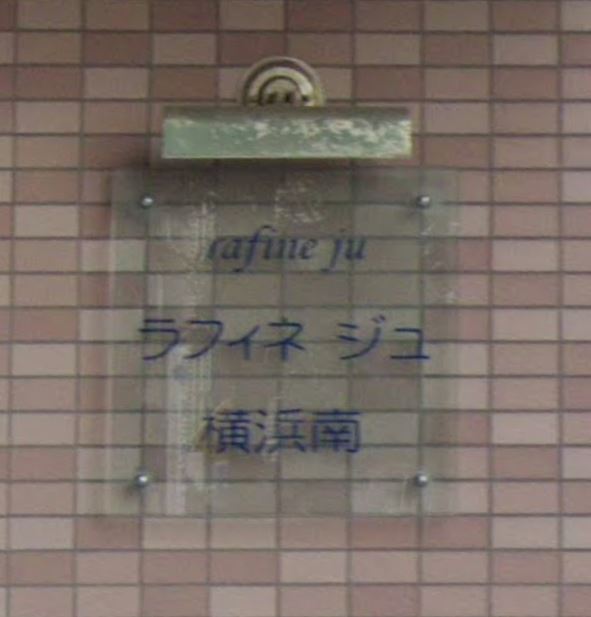 rafine ju
ラフィネ ジュ
横浜南